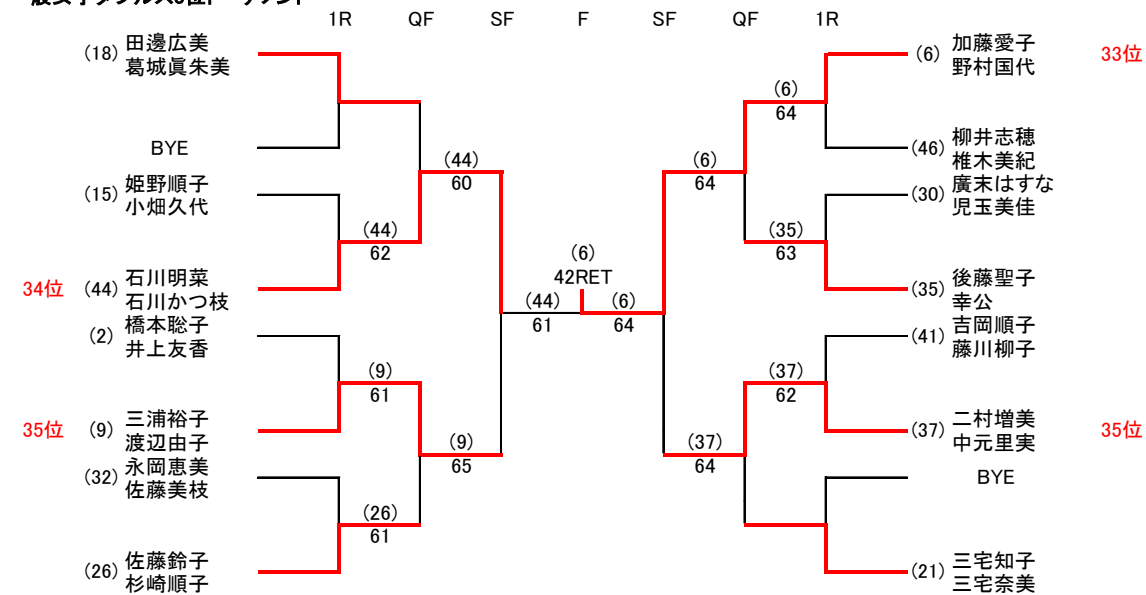 1R QF SF F SF QF 1R
(18) 田邊広美
葛城眞朱美
BYE
(15) 姫野順子
小畑久代
34位 (44) 石川明菜
石川かつ枝
(2) 橋本聡子
井上友香
35位 (9) 三浦裕子
渡辺由子
(32) 永岡恵美
佐藤美枝
(26) 佐藤鈴子
杉崎順子
(44)
62
(9)
61
(26)
61
(44)
60
(9)
65
(44)
61
(6)
42RET
(6)
64
(6)
64
(37)
64
(6)
64
(35)
63
(37)
62
(6) 加藤愛子 33位
野村国代
(46) 柳井志穂
椎木美紀
(30) 廣末はすな
児玉美佳
(35) 後藤聖子
幸公
(41) 吉岡順子
藤川柳子
(37) 二村増美 35位
中元里実
BYE
(21) 三宅知子
三宅奈美